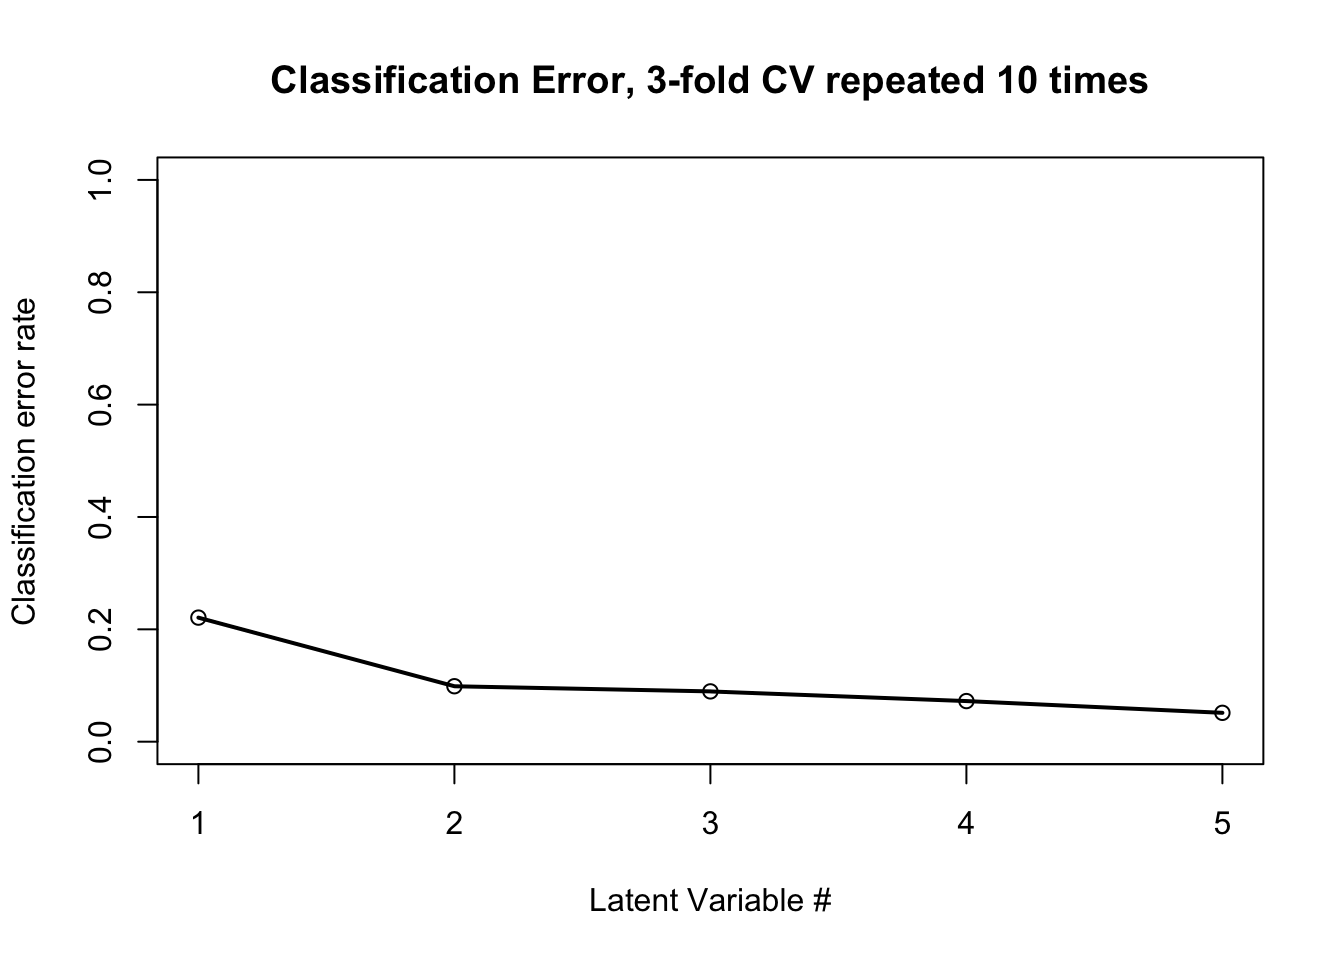 Classification Error, 3-fold CV repeated 10 times
Classification error rate
1.0
0.8
0.6
0.4
0.2
0.0
1 2 3 4 5
Latent Variable #